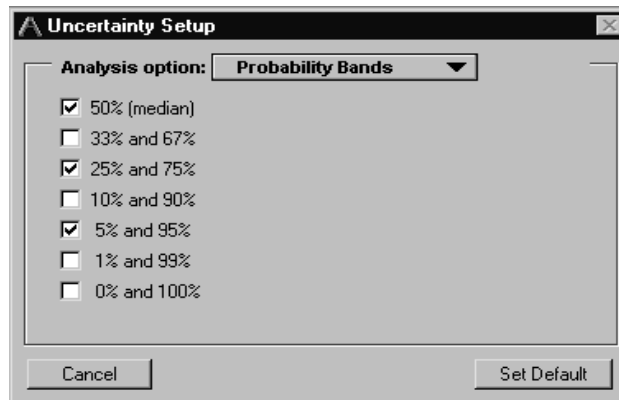 Uncertainty Setup
Analysis option: Probability Bands
50% (median)
33% and 67%
25% and 75%
10% and 90%
5% and 95%
1% and 99%
0% and 100%
Cancel Set Default